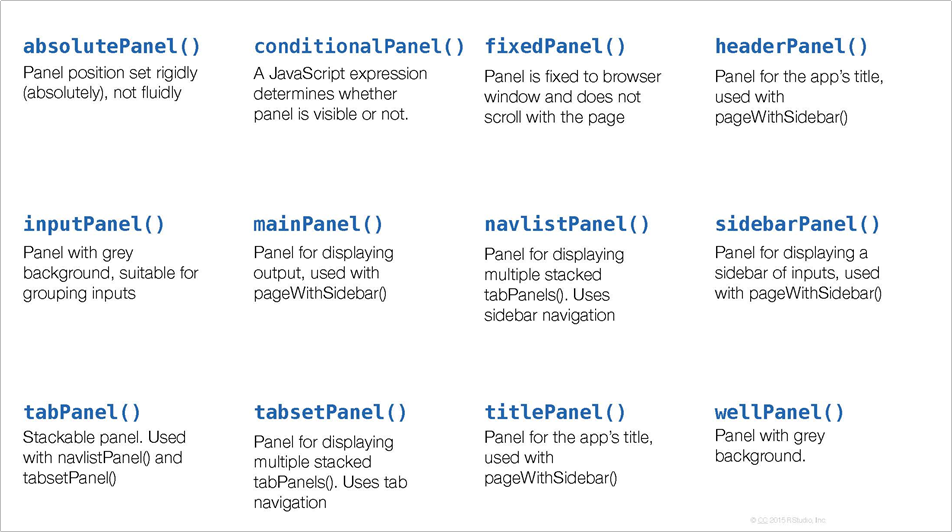 absolutePanel()
Panel position set rigidly
(absolutely), not fluidly
conditionalPanel()
A JavaScript expression
determines whether
panel is visible or not.
fixedPanel()
Panel is fixed to browser
window and does not
scroll with the page
headerPanel()
Panel for the app's title,
used with
pageWithSidebar()
inputPanel()
Panel with grey
background, suitable for
grouping inputs
mainPanel()
Panel for displaying
output, used with
pageWithSidebar()
navlistPanel()
Panel for displaying
multiple stacked
tabPanels(). Uses
sidebar navigation
sidebarPanel()
Panel for displaying a
sidebar of inputs, used
with pageWithSidebar()
tabPanel()
Stackable panel. Used
with navlistPanel() and
tabsetPanel()
tabsetPanel()
Panel for displaying
multiple stacked
tabPanels(). Uses tab
navigation
titlePanel()
Panel for the app's title,
used with
pageWithSidebar()
wellPanel()
Panel with grey
background.
© CC 2015 RStudio, Inc.